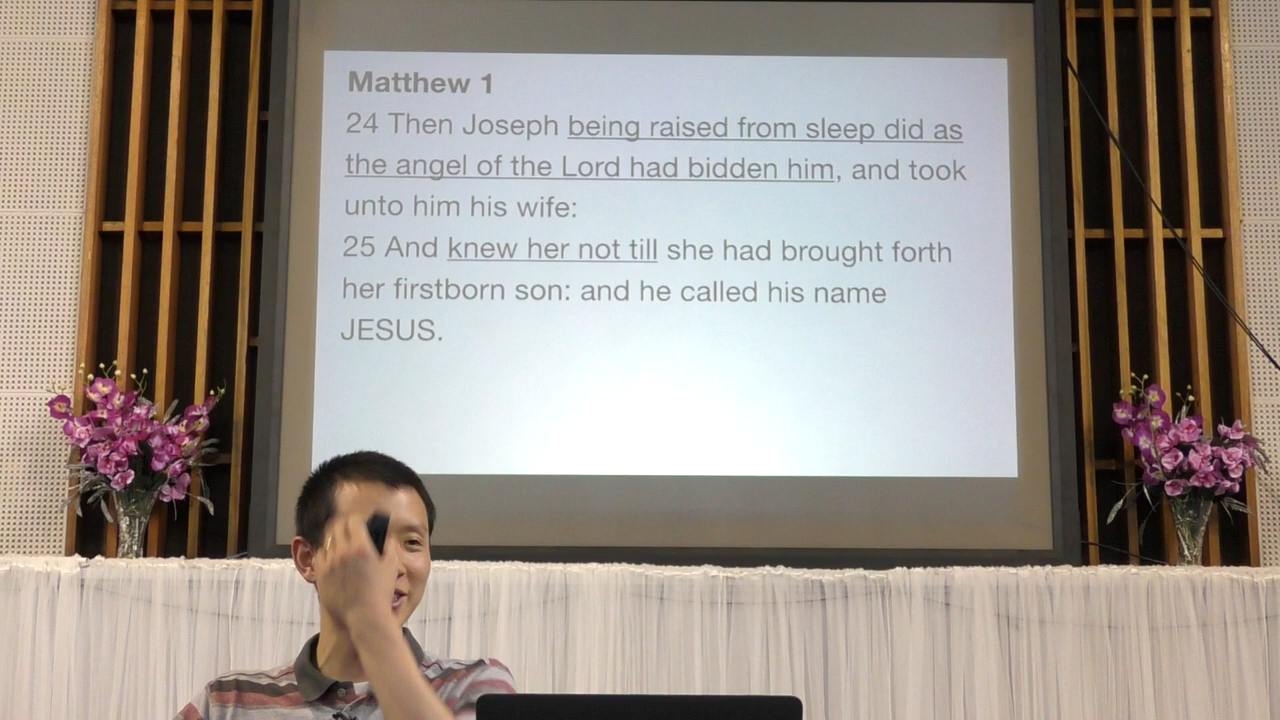 Matthew 1
24 Then Joseph being raised from sleep did as
the angel of the Lord had bidden him, and took
unto him his wife:
25 And knew her not till she had brought forth
her firstborn son: and he called his name
JESUS.